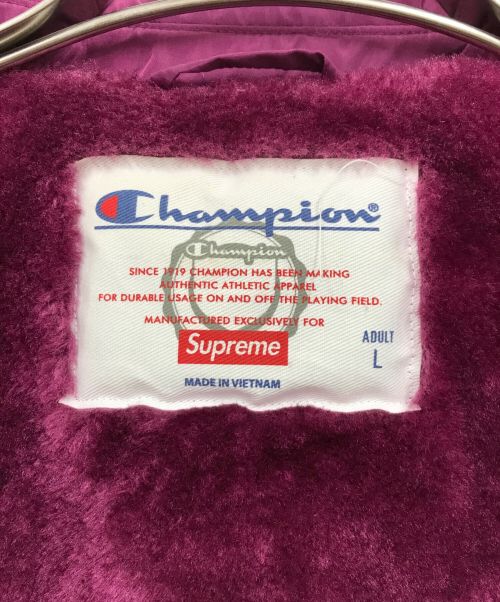 Champion®
Champion
SINCE 1919 CHAMPION HAS BEEN MAKING
AUTHENTIC ATHLETIC APPAREL
FOR DURABLE USAGE ON AND OFF THE PLAYING FIELD.
MANUFACTURED EXCLUSIVELY FOR
Supreme
ADULT
L
MADE IN VIETNAM